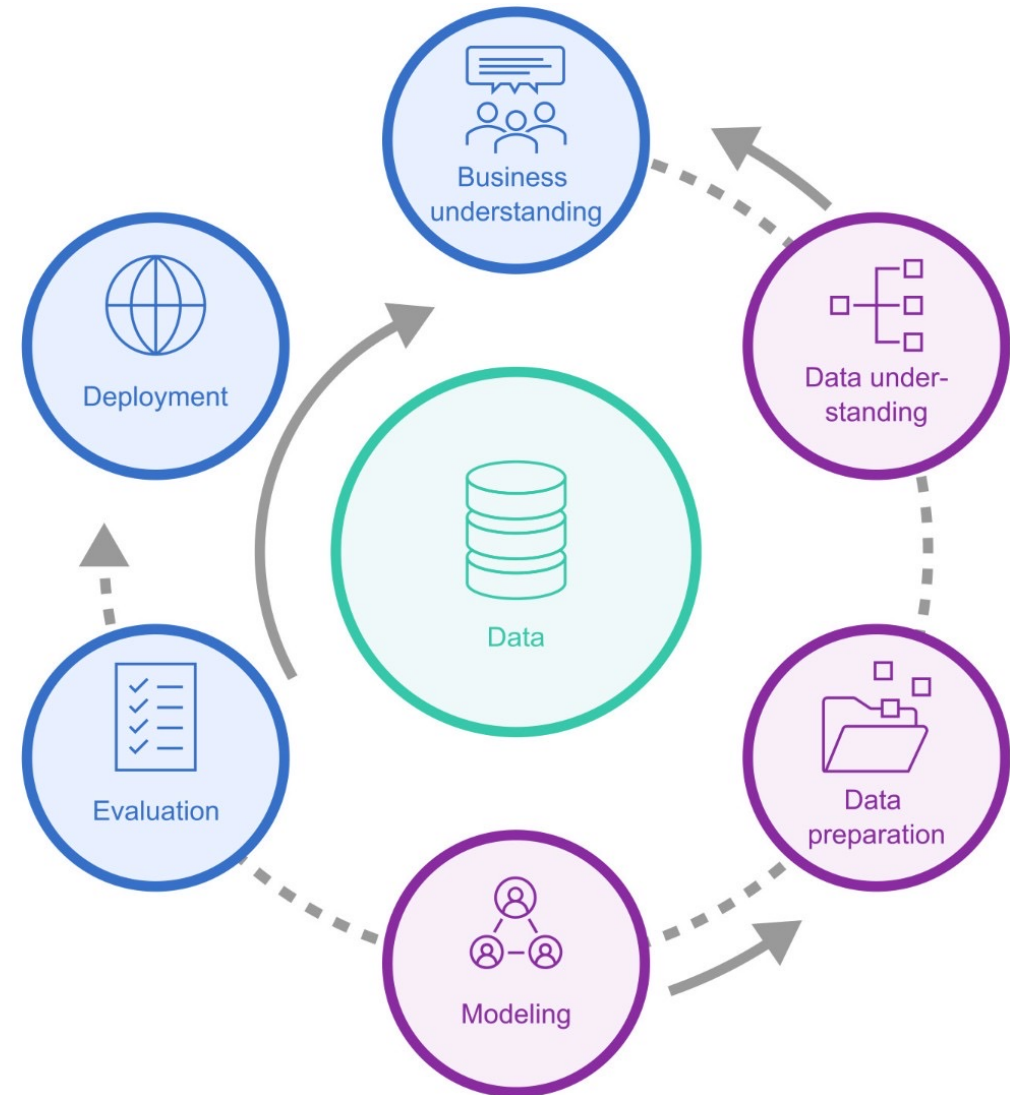 Business
understanding
Data under-
standing
Data
preparation
Modeling
Evaluation
Deployment
Data